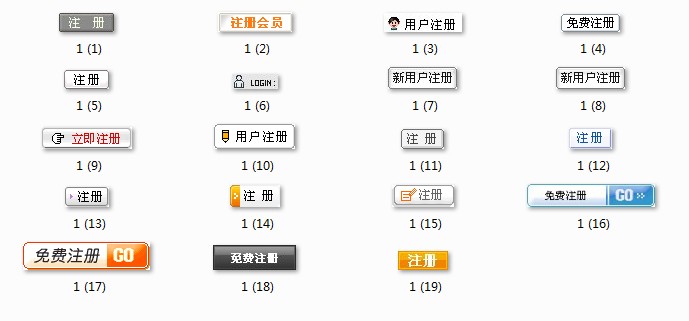 注 册
注册会员
用户注册
免费注册
1 (1)
1 (2)
1 (3)
1 (4)
注册
LOGIN:
新用户注册
新用户注册
1 (5)
1 (6)
1 (7)
1 (8)
立即注册
用户注册
注 册
注册
1 (9)
1 (10)
1 (11)
1 (12)
注册
注 册
注册
免费注册 GO
1 (13)
1 (14)
1 (15)
1 (16)
免费注册 GO
免费注册
注册
1 (17)
1 (18)
1 (19)